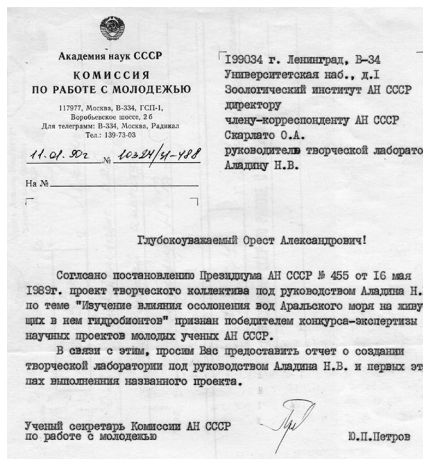 Академия наук СССР
КОМИССИЯ
ПО РАБОТЕ С МОЛОДЕЖЬЮ
117977, Москва, В-334, ГСП-1,
Воробьевское шоссе, 2б
Для телеграмм: В-334, Москва, Радикал
Тел.: 139-73-03
11.01.90г № 10324/31-488
На №
199034 г. Ленинград, В-34
Университетская наб., д.I
Зоологический институт АН СССР
директору
члену-корреспонденту АН СССР
Скарлато О.А.
руководителю творческой лаборато
Аладину Н.В.
Глубокоуважаемый Орест Александрович!
Согласно постановлению Президиума АН СССР № 455 от 16 мая
1989г. проект творческого коллектива под руководством Аладина Н.
по теме "Изучение влияния осолонения вод Аральского моря на живу
щих в нем гидробионтов" признан победителем конкурса-экспертизы
научных проектов молодых ученых АН СССР.
В связи с этим, просим Вас предоставить отчет о создании
творческой лаборатории под руководством Аладина Н.В. и первых эт
пах выполнения названного проекта.
Ученый секретарь Комиссии АН СССР
по работе с молодежью
Ю.П.Петров